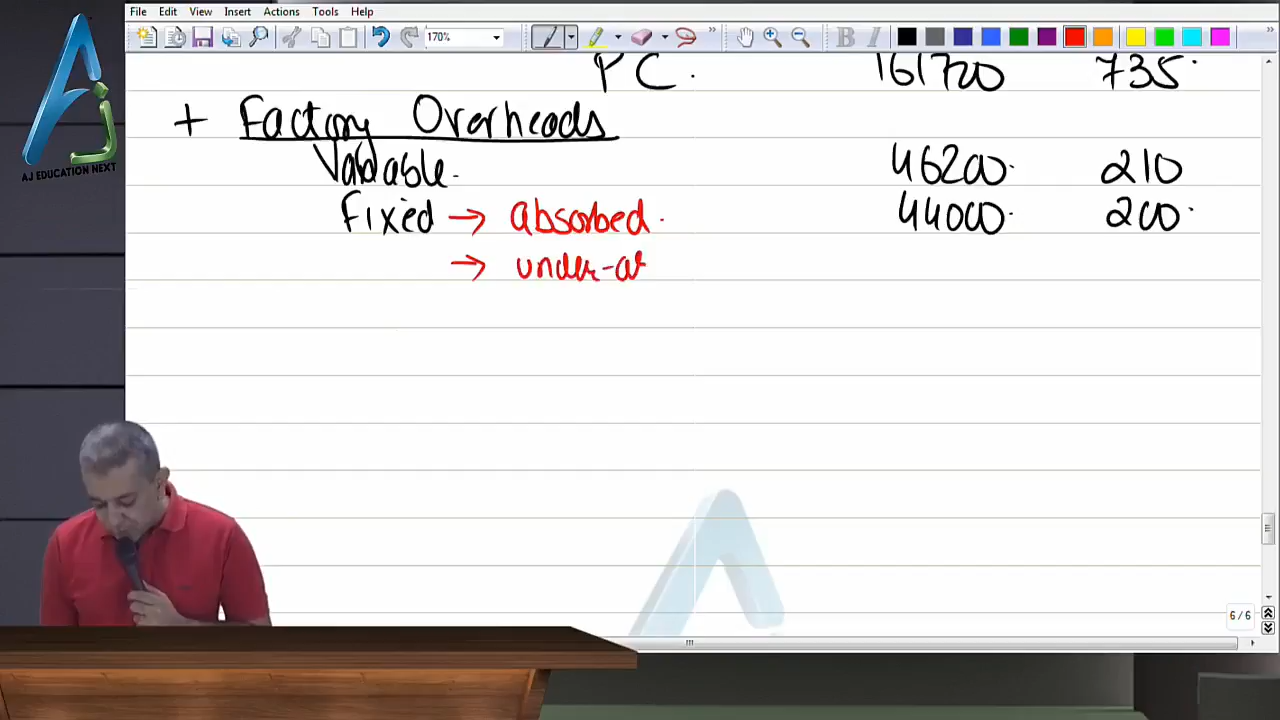 File Edit View Insert Actions Tools Help
170%
B I
P C. 161720 735.
+ Factory Overheads
Variable. 46200. 210
Fixed → absorbed. 44000. 200.
→ under-ab
6 / 6
AJ EDUCATION NEXT